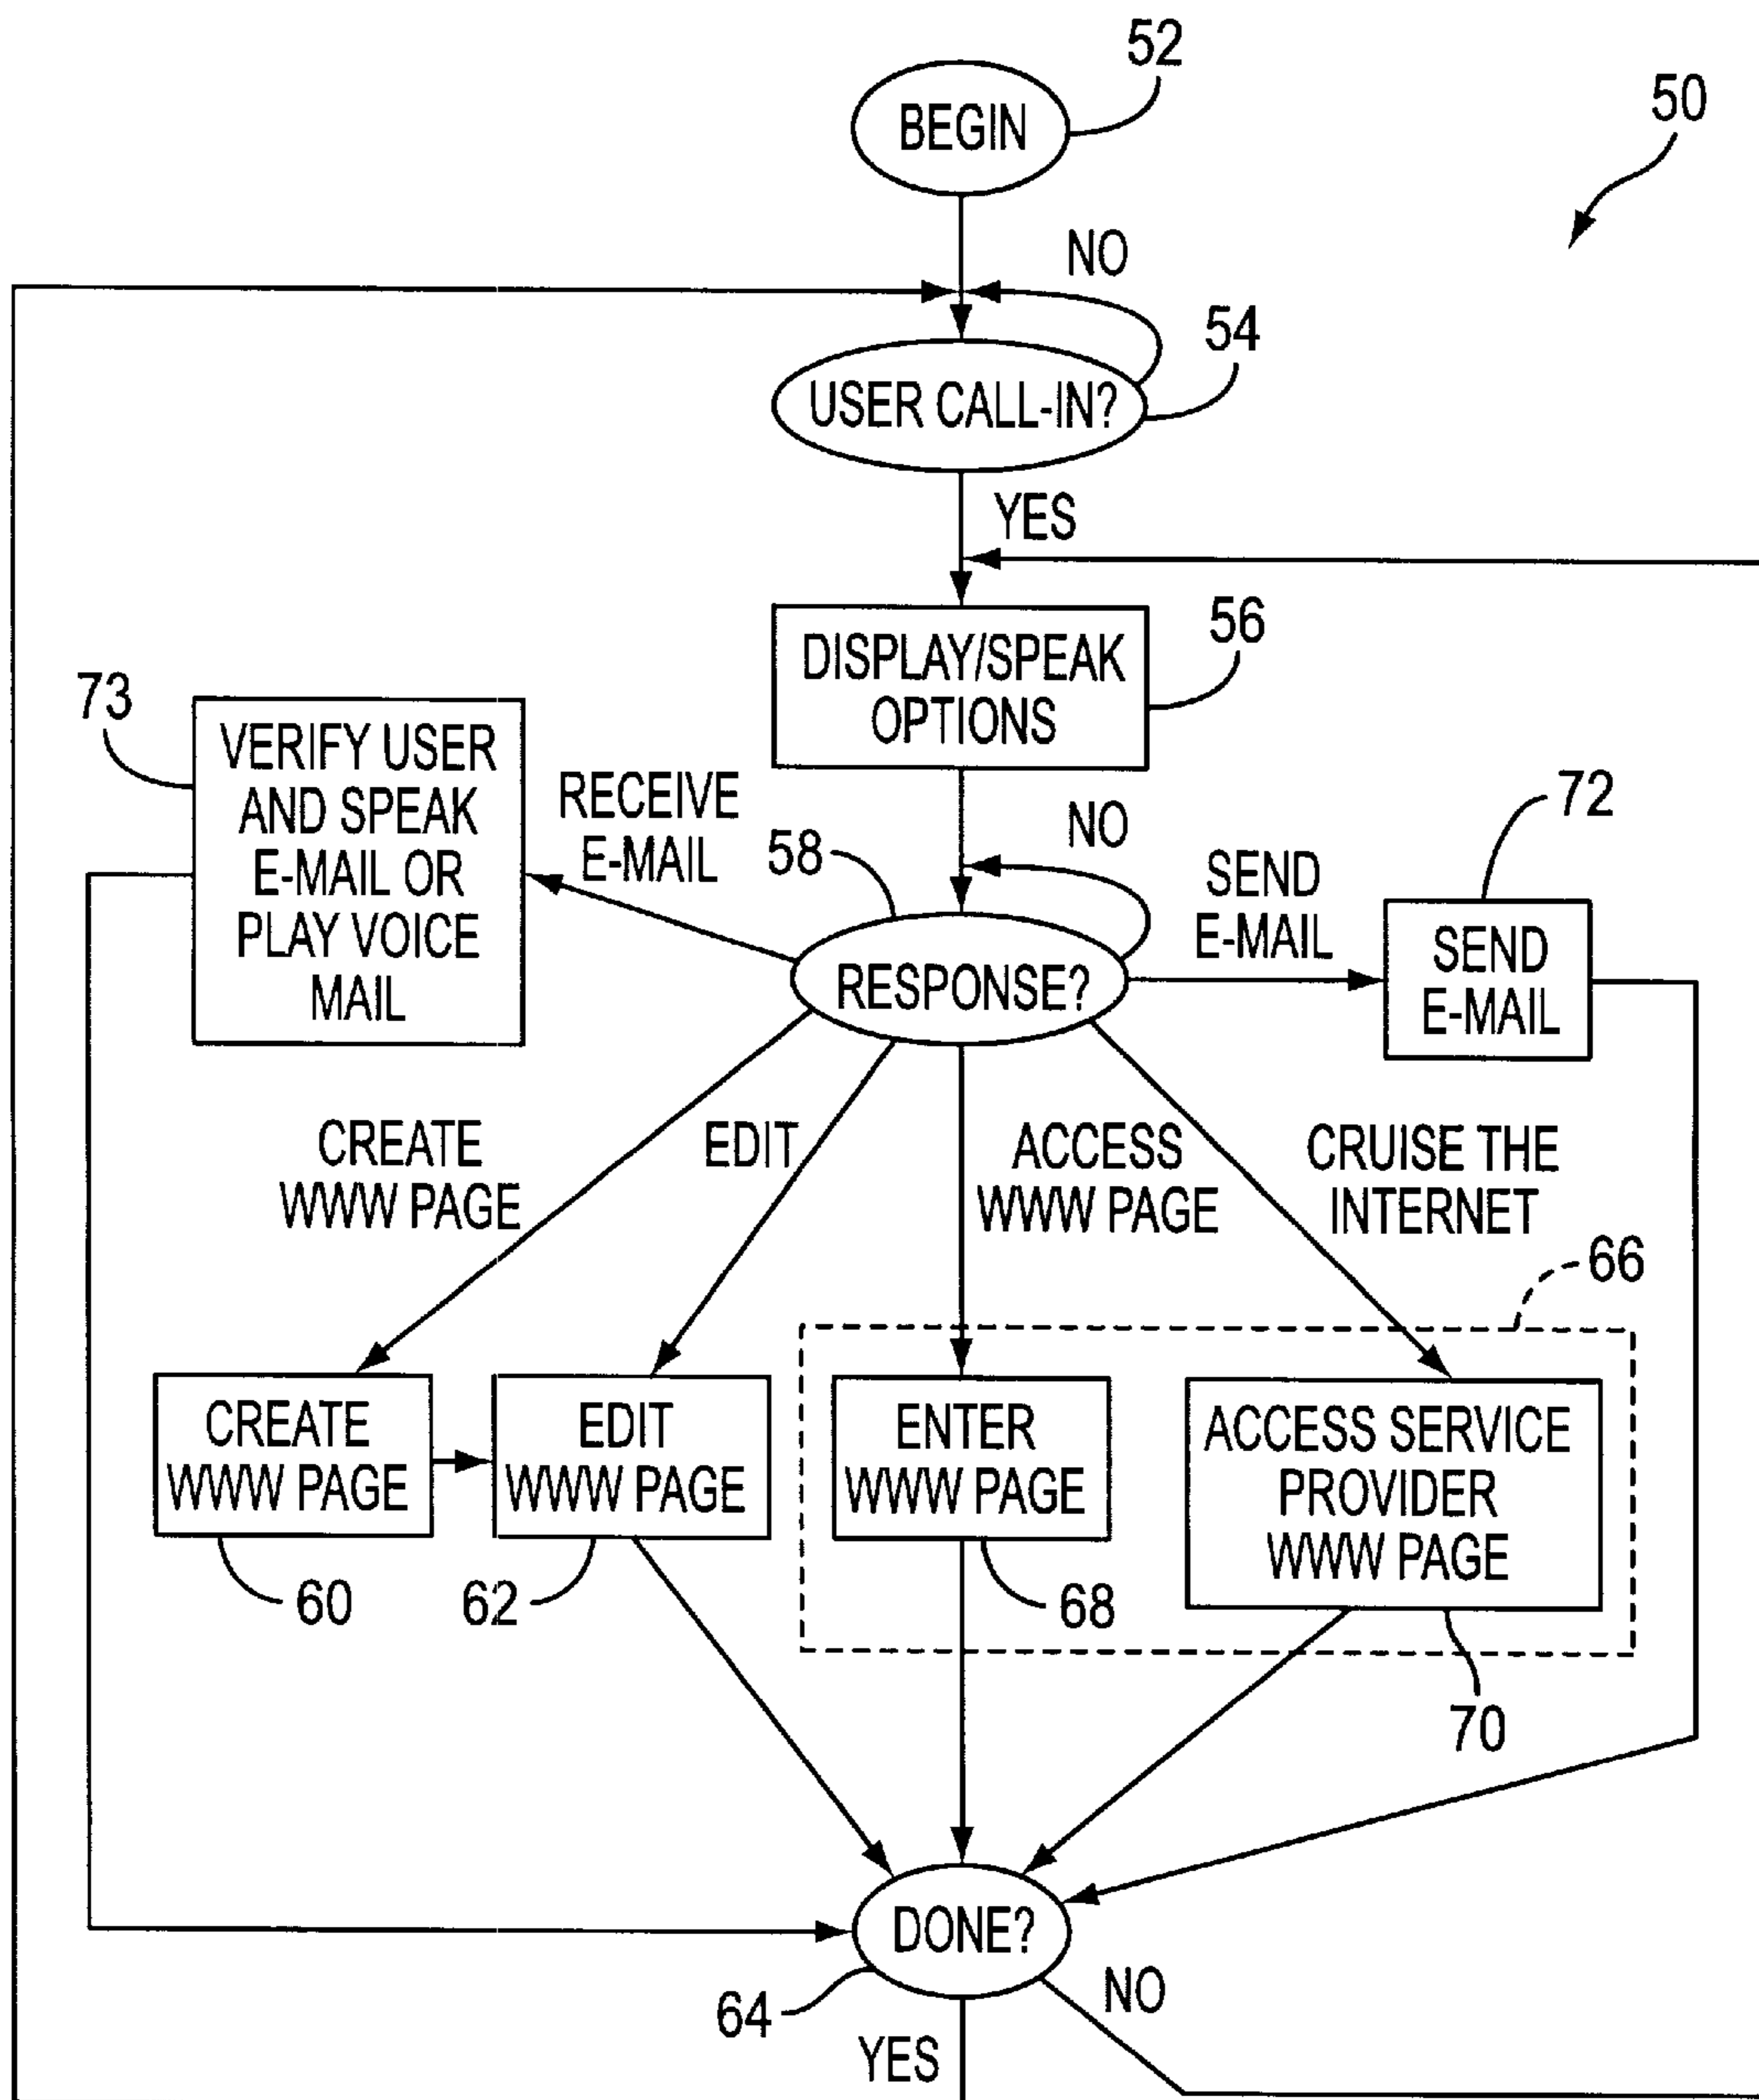 52
BEGIN
50
NO
54
USER CALL-IN?
YES
56
DISPLAY/SPEAK
OPTIONS
73
VERIFY USER
AND SPEAK
E-MAIL OR
PLAY VOICE
MAIL
RECEIVE
E-MAIL
NO
58
RESPONSE?
SEND
E-MAIL
72
SEND
E-MAIL
CREATE
WWW PAGE
EDIT
ACCESS
WWW PAGE
CRUISE THE
INTERNET
66
CREATE
WWW PAGE
60
EDIT
WWW PAGE
62
ENTER
WWW PAGE
68
ACCESS SERVICE
PROVIDER
WWW PAGE
70
DONE?
64
YES
NO